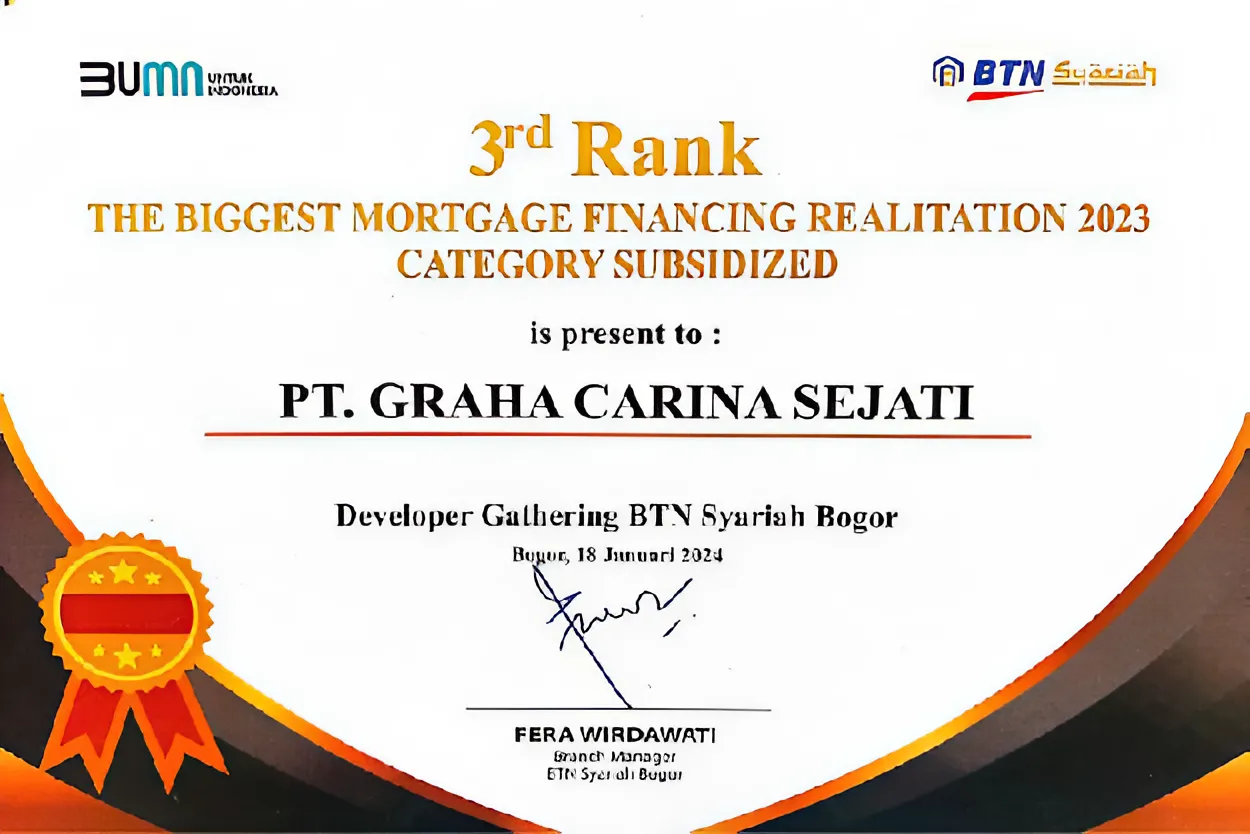 BUMN UNTUK INDONESIA
BTN Syariah
3rd Rank
THE BIGGEST MORTGAGE FINANCING REALITATION 2023
CATEGORY SUBSIDIZED
is present to :
PT. GRAHA CARINA SEJATI
Developer Gathering BTN Syariah Bogor
Bogor, 18 Januari 2024
FERA WIRDAWATI
Branch Manager
BTN Syariah Bogor